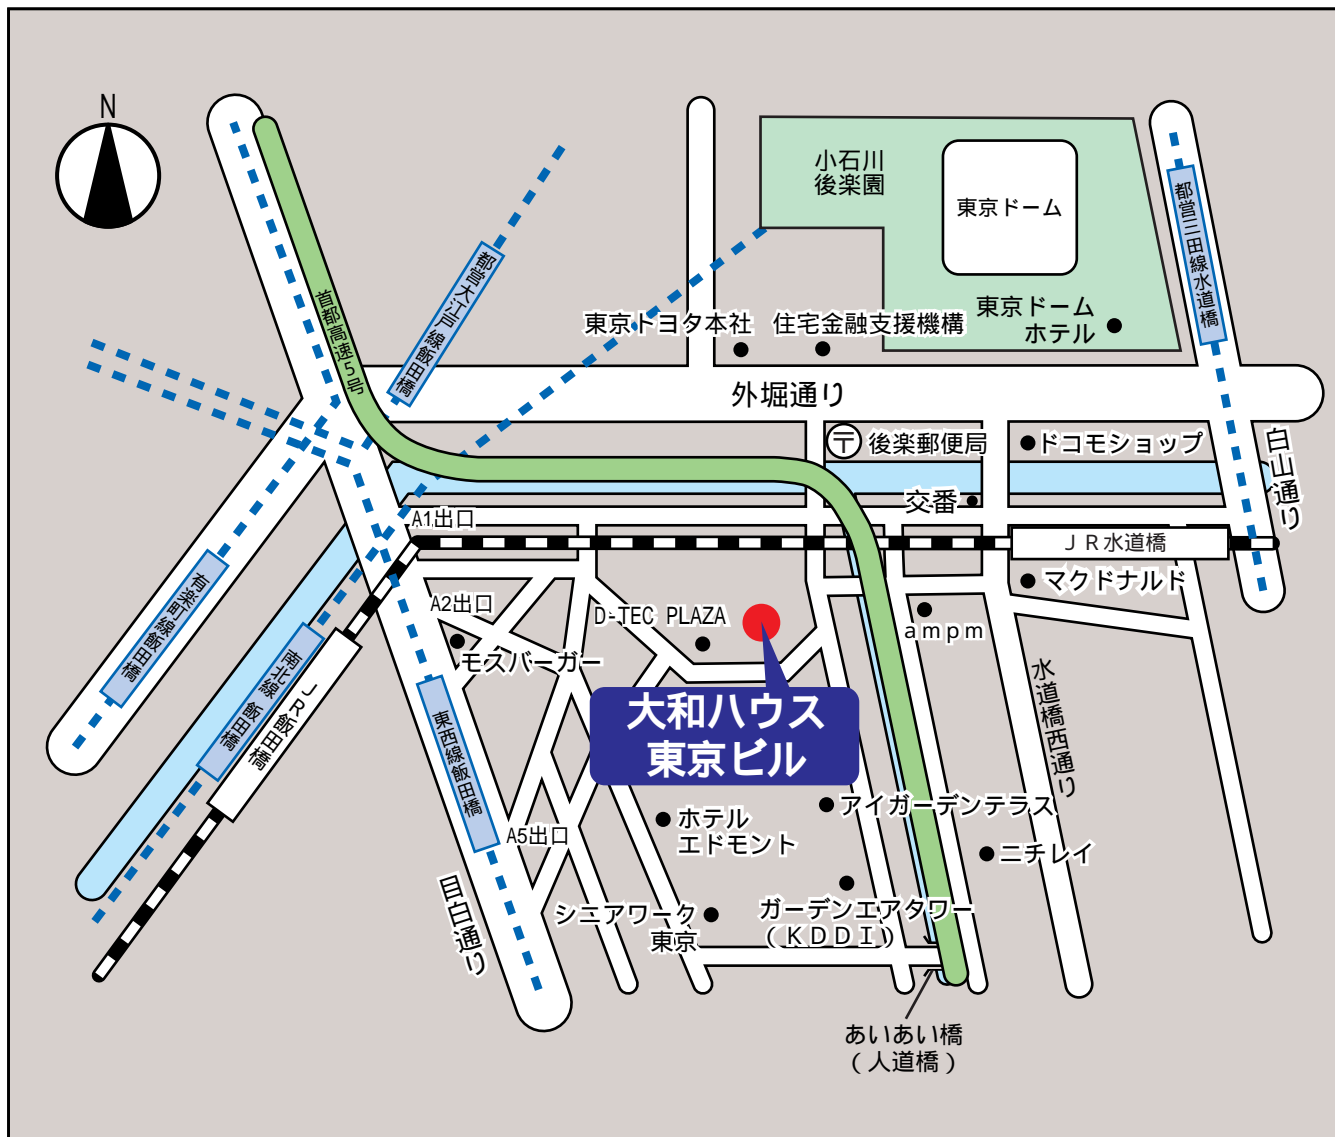 N
小石川
後楽園
東京ドーム
都営三田線水道橋
都営大江戸線飯田橋
首都高速5号
東京トヨタ本社
住宅金融支援機構
東京ドーム
ホテル
外堀通り
〒
後楽郵便局
ドコモショップ
白山通り
交番
A1出口
JR水道橋
マクドナルド
有楽町線飯田橋
A2出口
D-TEC PLAZA
ampm
南北線 飯田橋
JR飯田橋
モスバーガー
水道橋西通り
大和ハウス
東京ビル
東西線飯田橋
アイガーデンテラス
ホテル
エドモント
A5出口
ニチレイ
目白通り
シニアワーク
東京
ガーデンエアタワー
(KDDI)
あいあい橋
(人道橋)